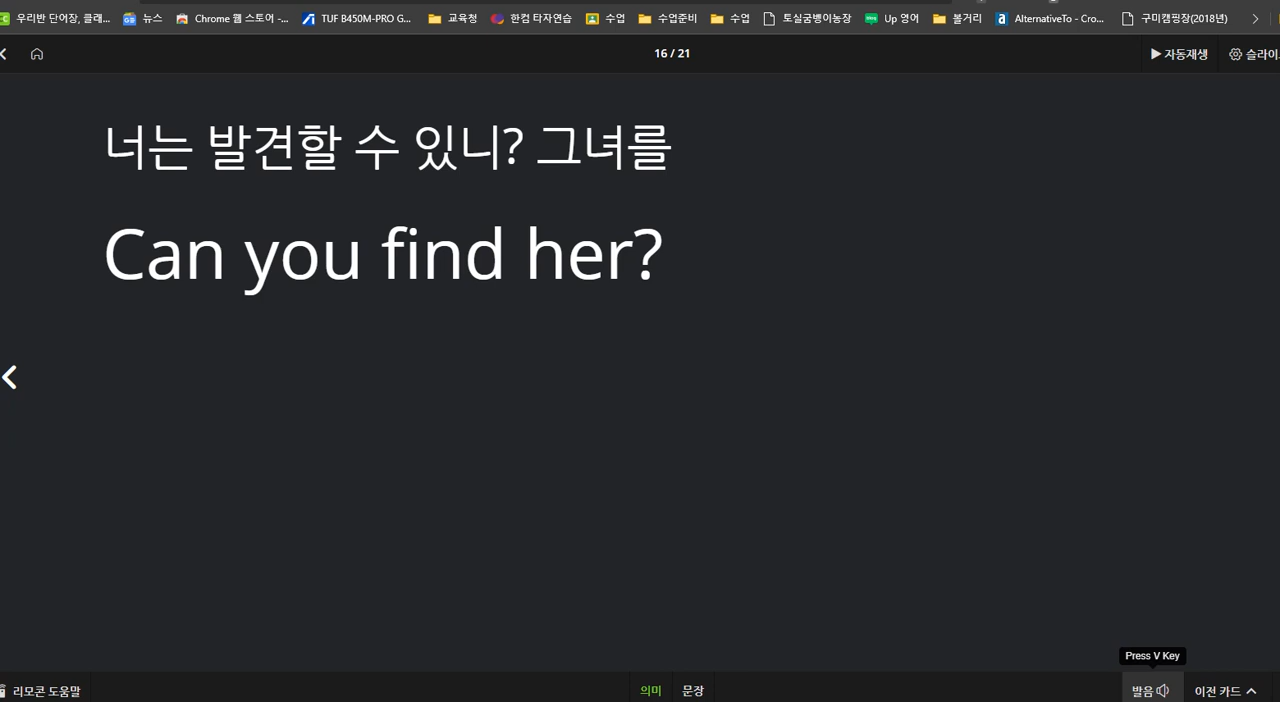 우리반 단어장, 클래... 뉴스 Chrome 웹 스토어 -... TUF B450M-PRO G... 교육청 한컴 타자연습 수업 수업준비 수업 토실굼벵이농장 Up 영어 볼거리 AlternativeTo - Cro... 구미캠핑장(2018년)
16 / 21 자동재생 슬라이
너는 발견할 수 있니? 그녀를
Can you find her?
Press V Key
리모콘 도움말 의미 문장 발음 이전 카드